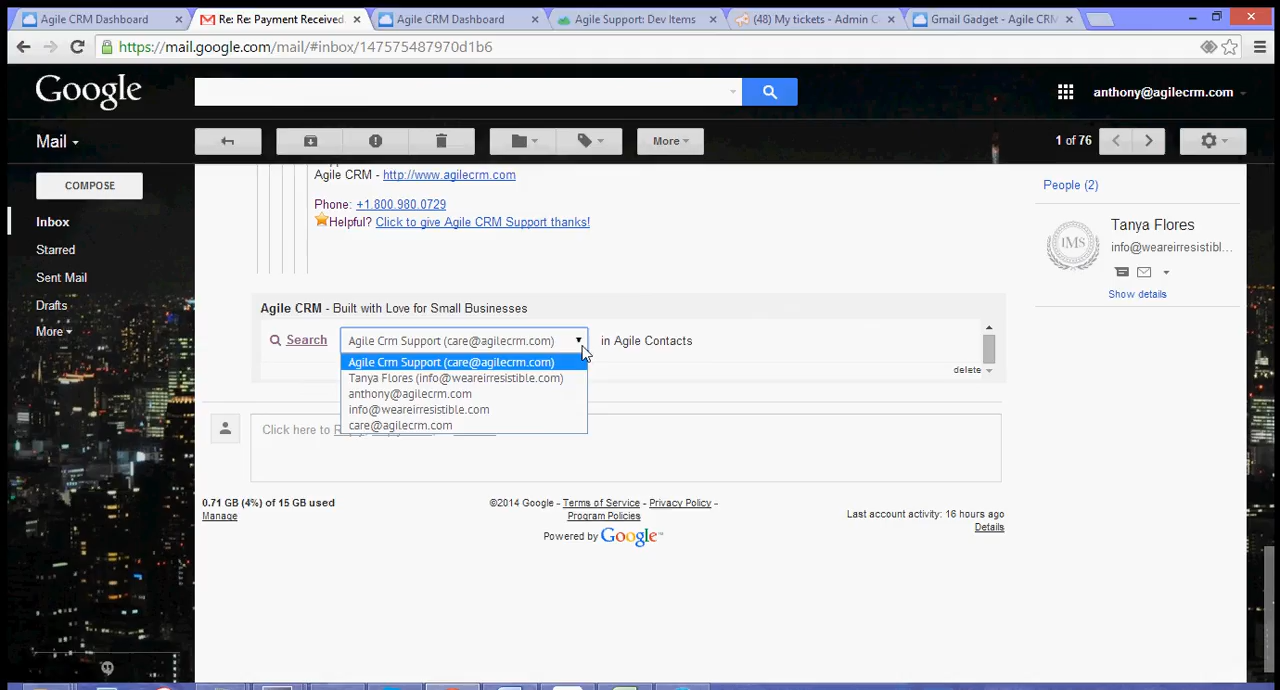 Agile CRM Dashboard
Re: Re: Payment Received
Agile CRM Dashboard
Agile Support: Dev Items
(48) My tickets - Admin C
Gmail Gadget - Agile CRM
https://mail.google.com/mail/#inbox/147575487970d1b6
Google
anthony@agilecrm.com
Mail
More
1 of 76
COMPOSE
Inbox
Starred
Sent Mail
Drafts
More
Agile CRM - http://www.agilecrm.com
Phone: +1.800.980.0729
Helpful? Click to give Agile CRM Support thanks!
People (2)
IMS
Tanya Flores
info@weareirresistibl...
Show details
Agile CRM - Built with Love for Small Businesses
Search Agile Crm Support (care@agilecrm.com) in Agile Contacts
Agile Crm Support (care@agilecrm.com)
Tanya Flores (info@weareirresistible.com)
anthony@agilecrm.com
info@weareirresistible.com
care@agilecrm.com
delete
Click here to
0.71 GB (4%) of 15 GB used
Manage
©2014 Google - Terms of Service - Privacy Policy -
Program Policies
Powered by Google™
Last account activity: 16 hours ago
Details